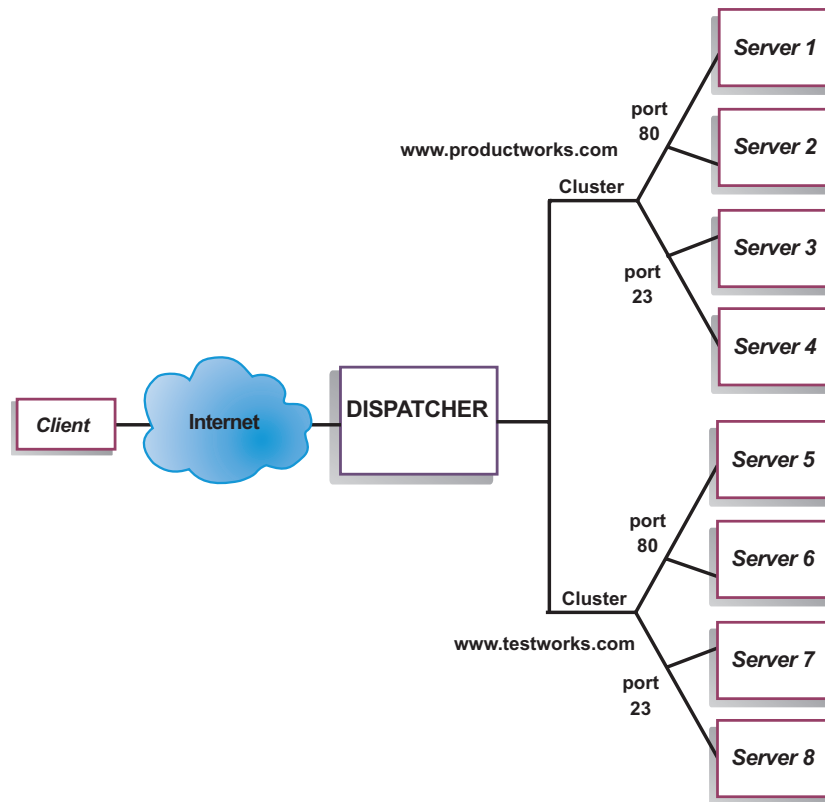 Server 1
port
80
Server 2
www.productworks.com
Cluster
Server 3
port
23
Server 4
Client
Internet
DISPATCHER
Server 5
port
80
Server 6
Cluster
www.testworks.com
Server 7
port
23
Server 8